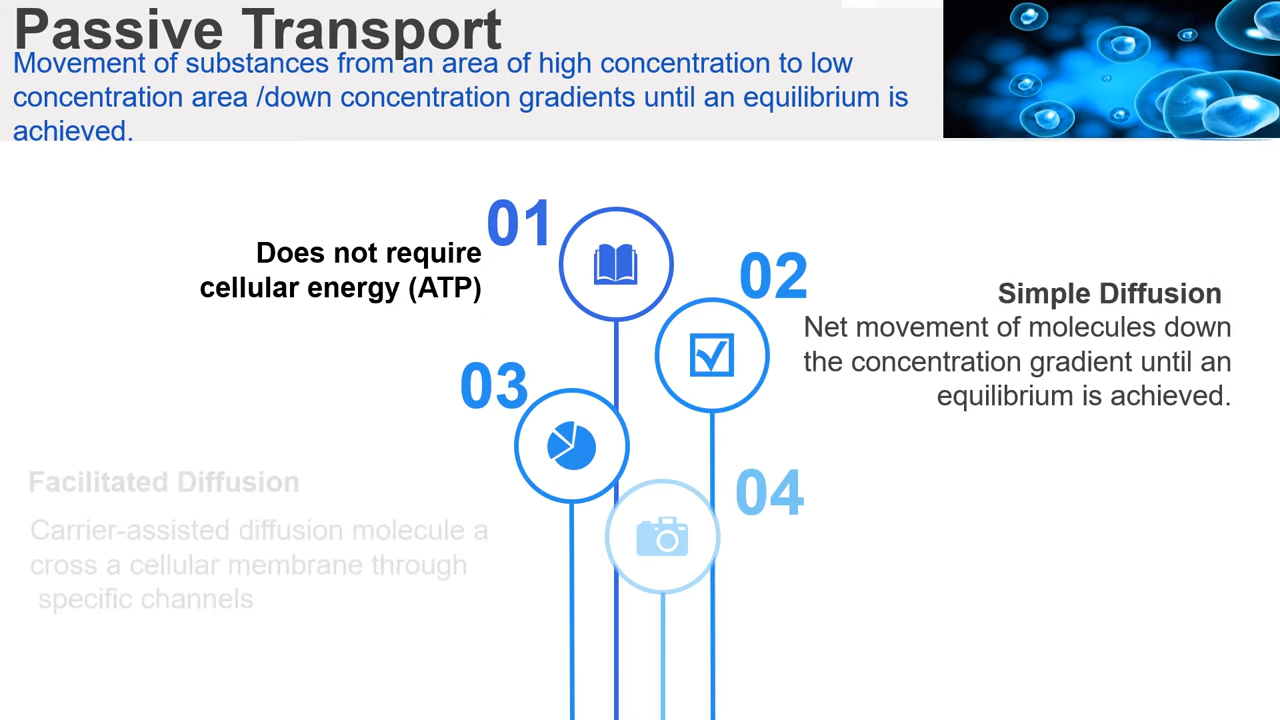 Passive Transport
Movement of substances from an area of high concentration to low
concentration area /down concentration gradients until an equilibrium is
achieved.
01
Does not require
cellular energy (ATP)
02
Simple Diffusion
Net movement of molecules down
the concentration gradient until an
equilibrium is achieved.
03
Facilitated Diffusion
Carrier-assisted diffusion molecule a
cross a cellular membrane through
specific channels
04